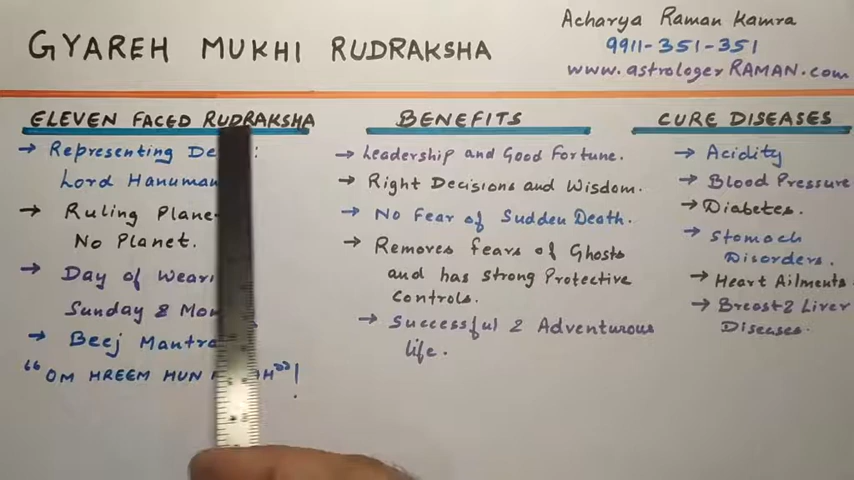 GYAREH MUKHI RUDRAKSHA
Acharya Raman Kamra
9911-351-351
www.astrologerRAMAN.com
ELEVEN FACED RUDRAKSHA
→ Representing
Lord Hanuman
→ Ruling
No Planet.
→ Day of
Sunday &
→ Beej Mantra
"OM HREEM HUN
BENEFITS
→ Leadership and Good Fortune.
→ Right Decisions and Wisdom.
→ No Fear of Sudden Death.
→ Removes fears of Ghosts
and has strong Protective
Controls.
→ Successful & Adventurous
life.
CURE DISEASES
→ Acidity
→ Blood Pressure
→ Diabetes.
→ Stomach
Disorders.
→ Heart Ailments
→ Breast & Liver
Diseases.